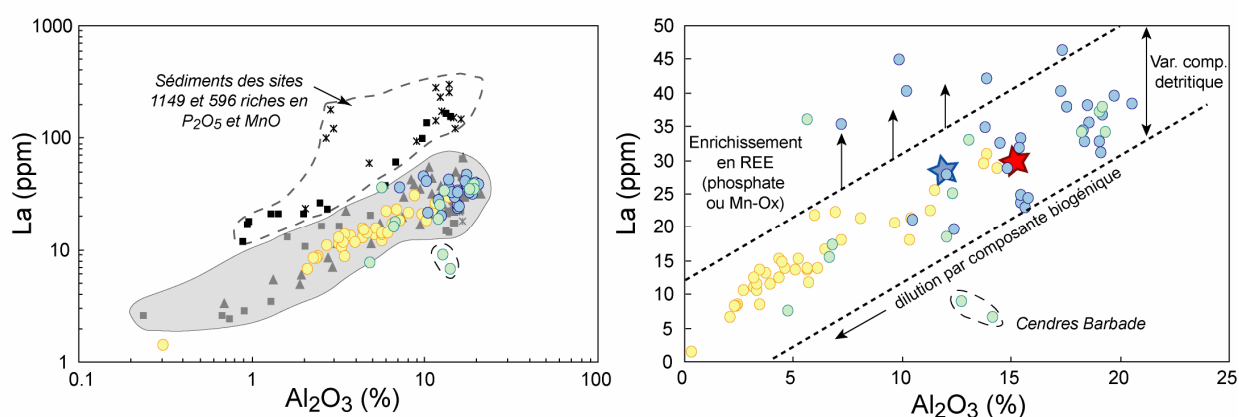 1000
100
10
1
La (ppm)
0.1
1
10
100
Al₂O₃ (%)
Sédiments des sites
1149 et 596 riches en
P₂O₅ et MnO
50
45
40
35
30
25
20
15
10
5
0
La (ppm)
0
5
10
15
20
25
Al₂O₃ (%)
Enrichissement
en REE
(phosphate
ou Mn-Ox)
Var. comp.
detritique
dilution par composante biogénique
Cendres Barbade